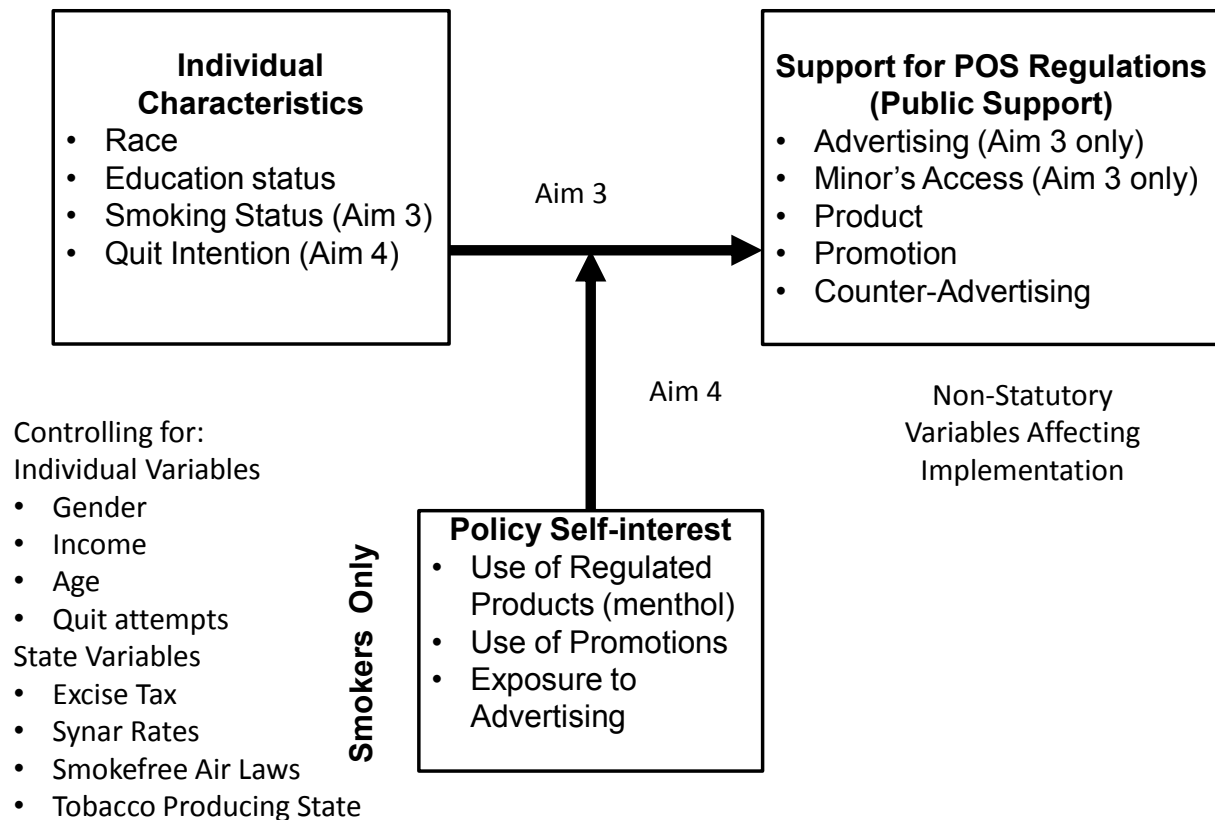 Individual
Characteristics
• Race
• Education status
• Smoking Status (Aim 3)
• Quit Intention (Aim 4)
Aim 3
Support for POS Regulations
(Public Support)
• Advertising (Aim 3 only)
• Minor's Access (Aim 3 only)
• Product
• Promotion
• Counter-Advertising
Aim 4
Non-Statutory
Variables Affecting
Implementation
Controlling for:
Individual Variables
• Gender
• Income
• Age
• Quit attempts
State Variables
• Excise Tax
• Synar Rates
• Smokefree Air Laws
• Tobacco Producing State
Smokers Only
Policy Self-interest
• Use of Regulated
Products (menthol)
• Use of Promotions
• Exposure to
Advertising